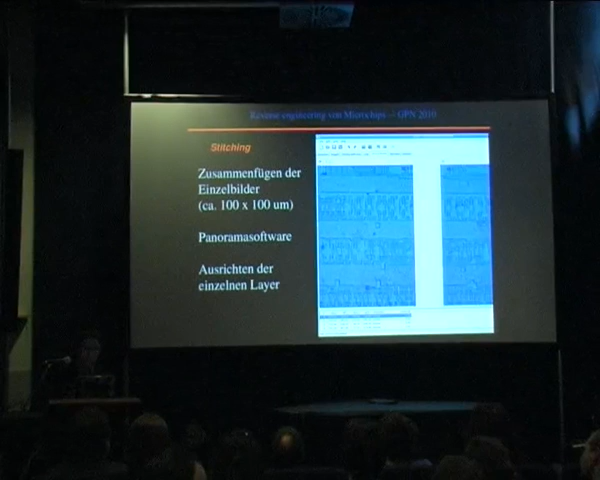 Reverse engineering von Microchips -- GPN 2010
Stitching
Zusammenfügen der
Einzelbilder
(ca. 100 x 100 um)
Panoramasoftware
Ausrichten der
einzelnen Layer